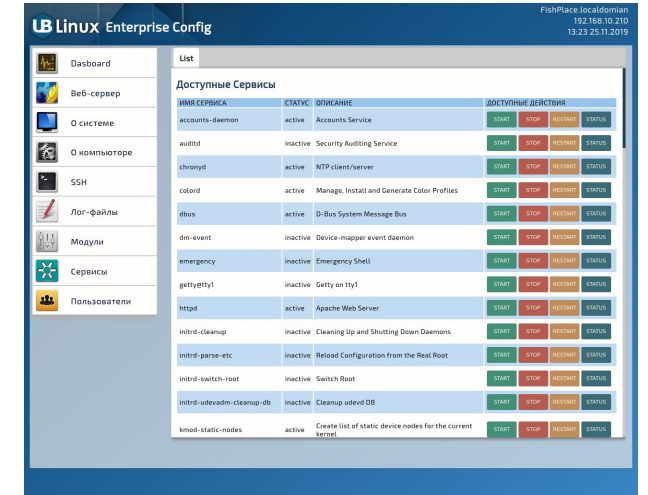 UB Linux Enterprise Config
FishPlace.localdomian
192.168.10.210
13:23 25.11.2019
Dasboard
Веб-сервер
О системе
О компьюторе
SSH
Лог-файлы
Модули
Сервисы
Пользователи
List
Доступные Сервисы
ИМЯ СЕРВИСА СТАТУС ОПИСАНИЕ ДОСТУПНЫЕ ДЕЙСТВИЯ
accounts-daemon active Accounts Service START STOP RESTART STATUS
auditd inactive Security Auditing Service START STOP RESTART STATUS
chronyd active NTP client/server START STOP RESTART STATUS
colord active Manage, Install and Generate Color Profiles START STOP RESTART STATUS
dbus active D-Bus System Message Bus START STOP RESTART STATUS
dm-event inactive Device-mapper event daemon START STOP RESTART STATUS
emergency inactive Emergency Shell START STOP RESTART STATUS
getty@tty1 inactive Getty on tty1 START STOP RESTART STATUS
httpd active Apache Web Server START STOP RESTART STATUS
initrd-cleanup inactive Cleaning Up and Shutting Down Daemons START STOP RESTART STATUS
initrd-parse-etc inactive Reload Configuration from the Real Root START STOP RESTART STATUS
initrd-switch-root inactive Switch Root START STOP RESTART STATUS
initrd-udevadm-cleanup-db inactive Cleanup udevd DB START STOP RESTART STATUS
kmod-static-nodes active Create list of static device nodes for the current START STOP RESTART STATUS
kernel